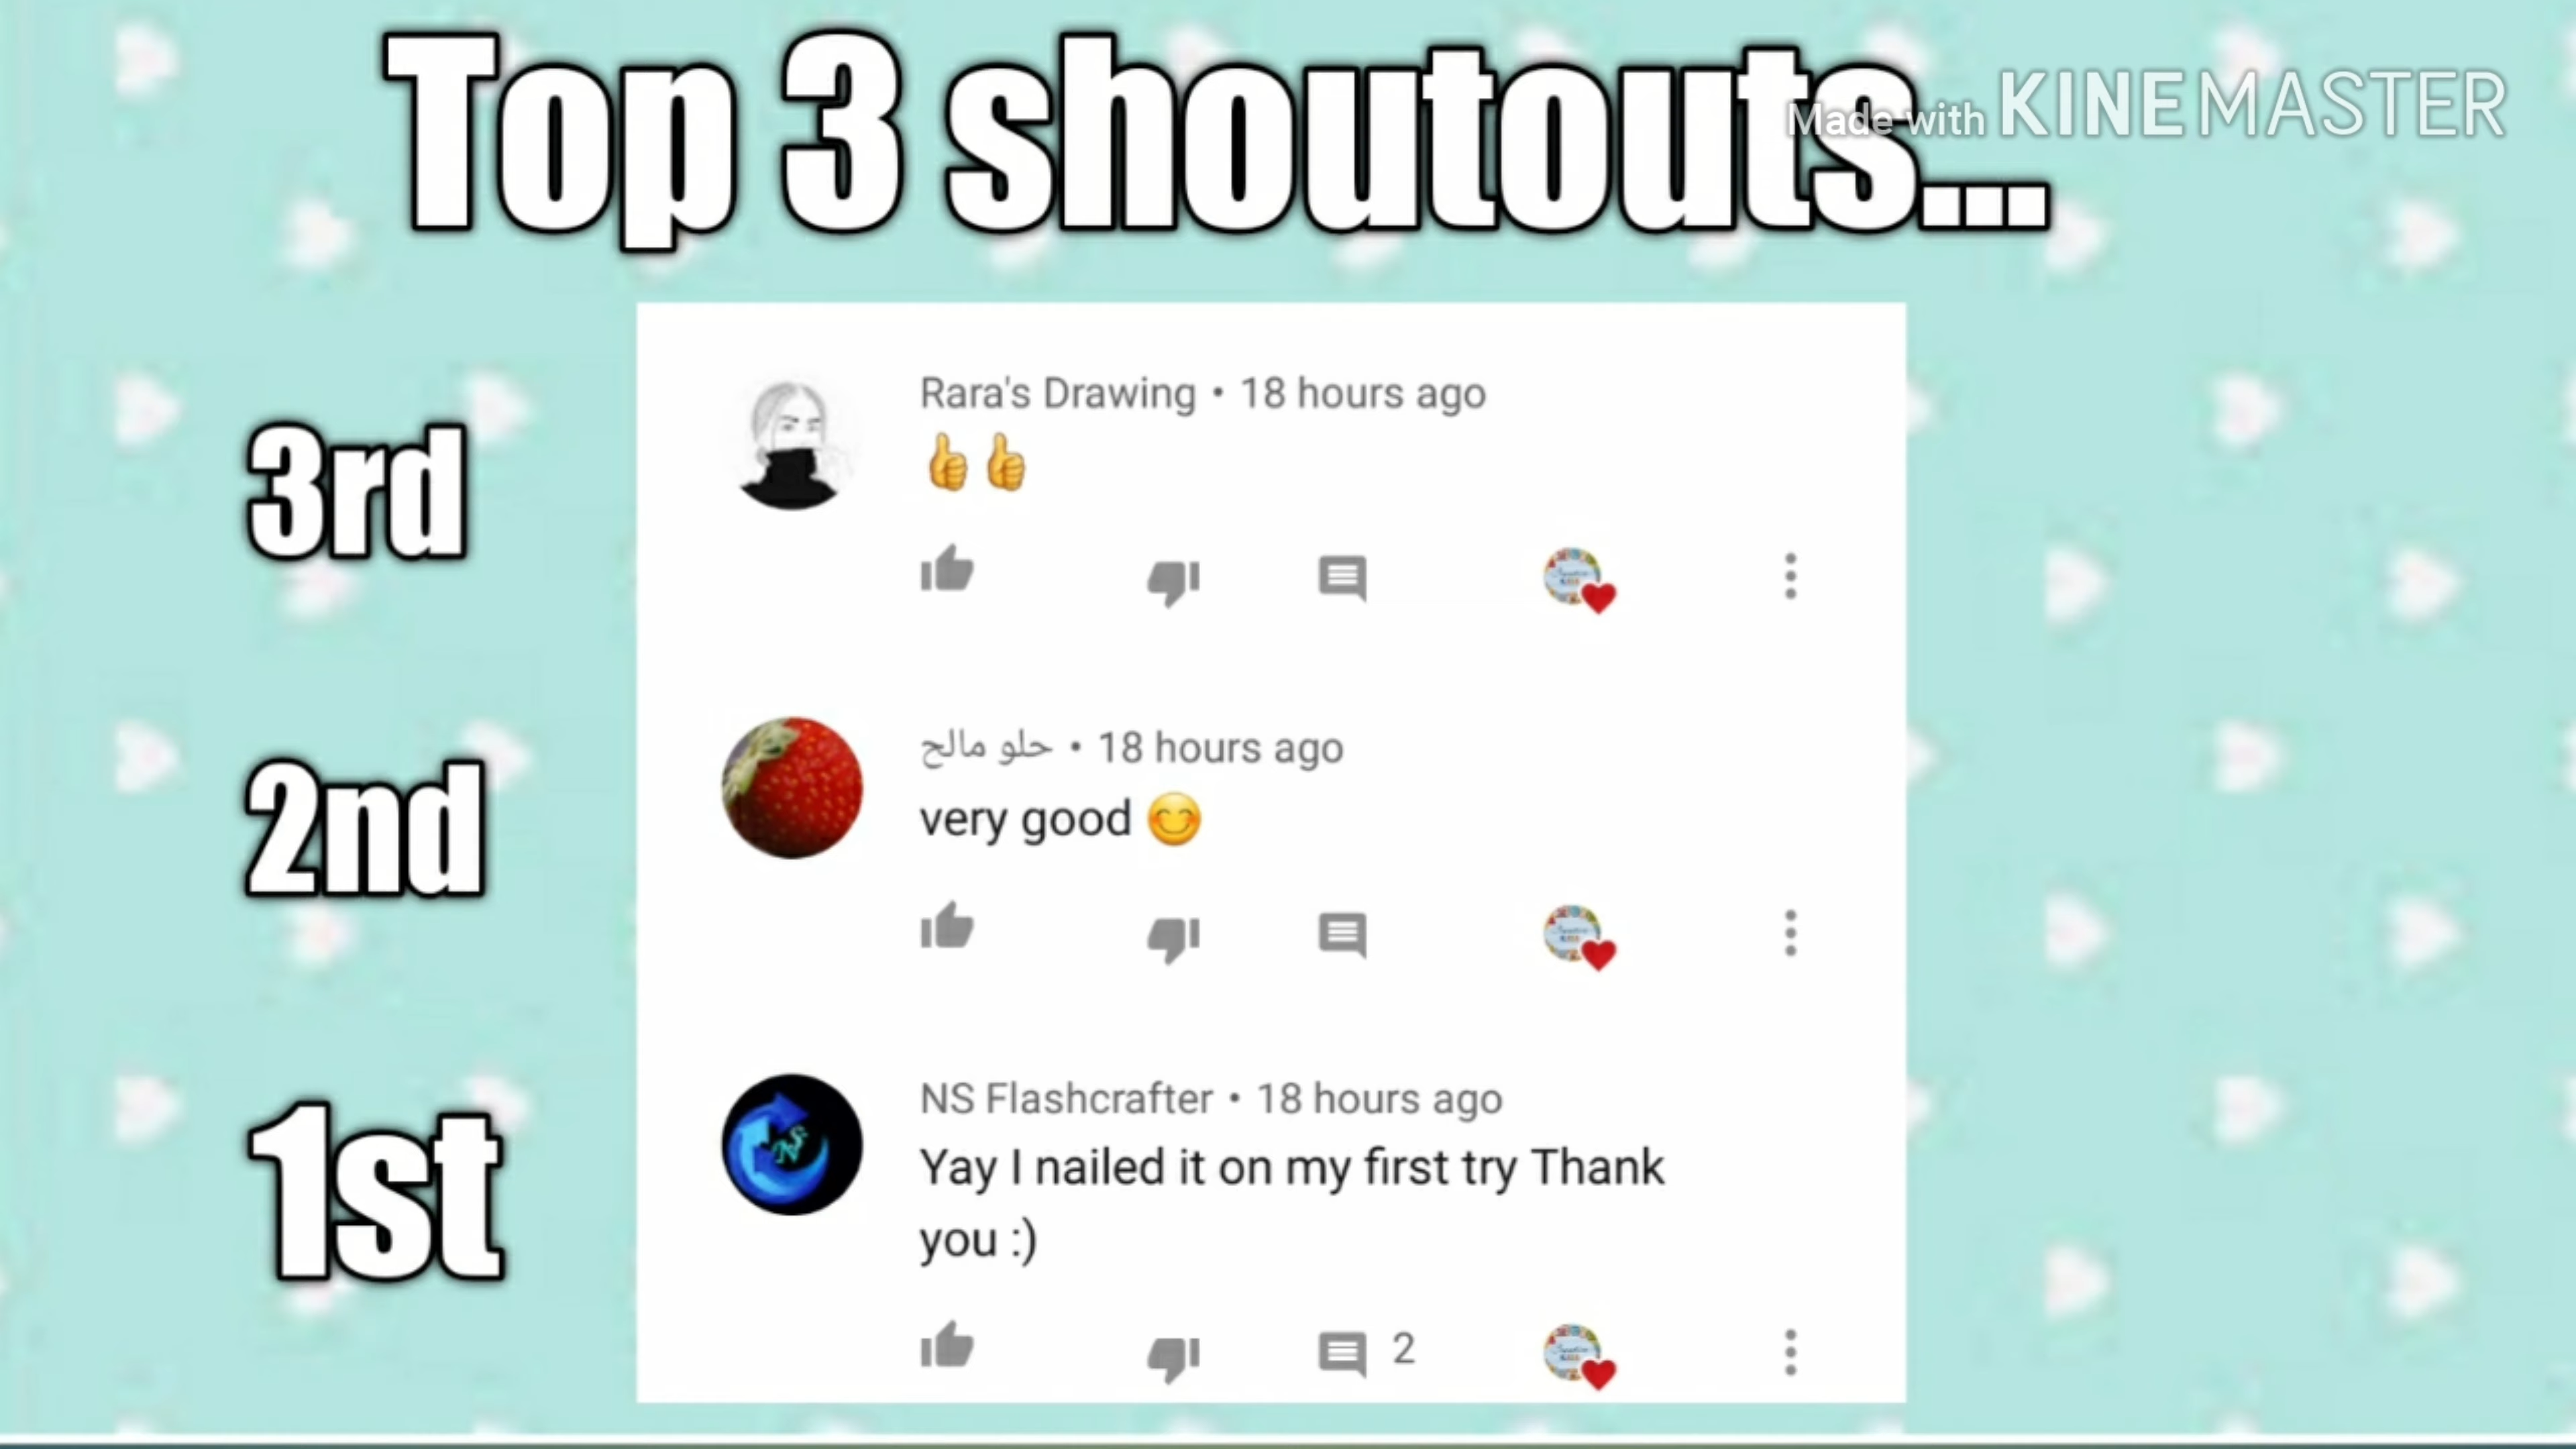 Top 3 shoutouts...
Made with KINEMASTER
3rd
Rara's Drawing • 18 hours ago
👍👍
2nd
حلو مالح • 18 hours ago
very good 😊
1st
NS Flashcrafter • 18 hours ago
Yay I nailed it on my first try Thank
you :)
2
NS